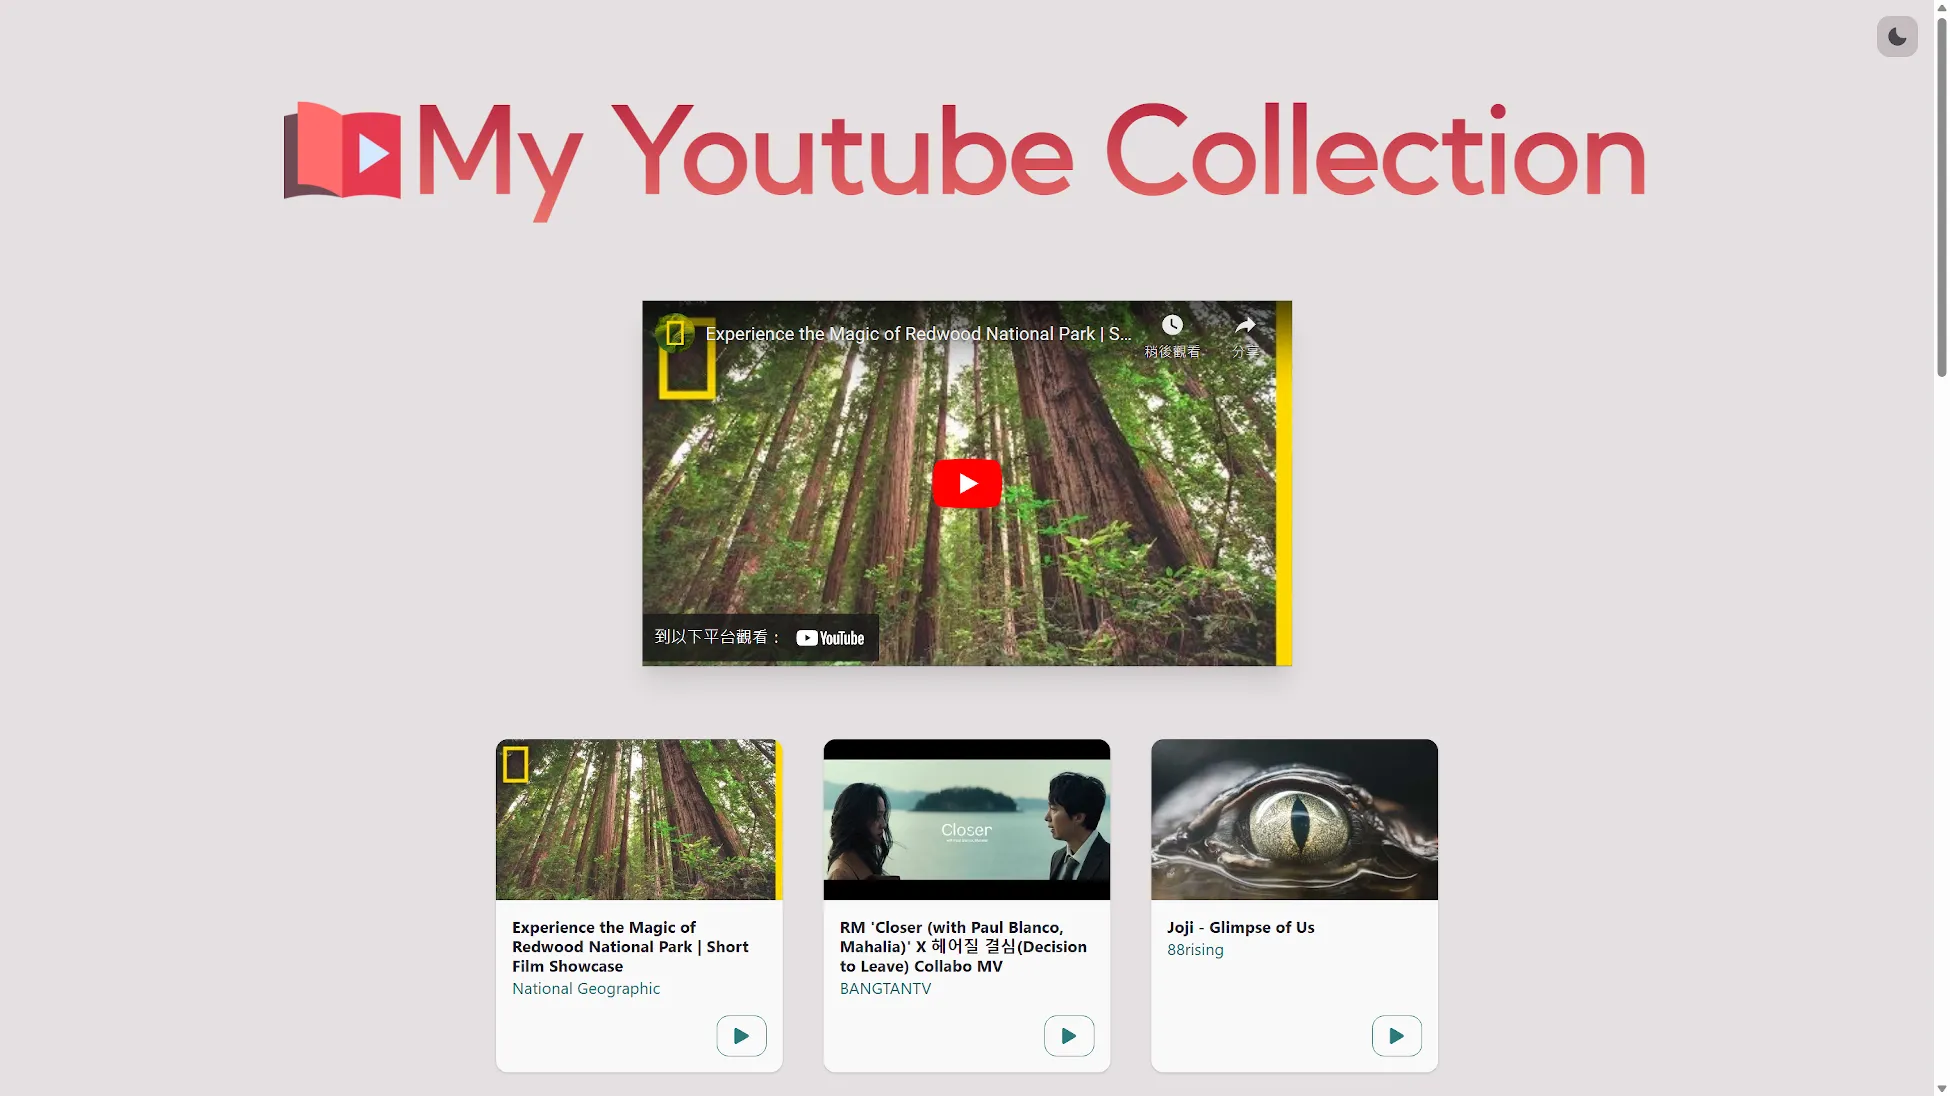 My Youtube Collection
Experience the Magic of Redwood National Park | S...
稍後觀看
分享
到以下平台觀看： YouTube
Closer
Experience the Magic of
Redwood National Park | Short
Film Showcase
National Geographic
RM 'Closer (with Paul Blanco,
Mahalia)' X 헤어질 결심(Decision
to Leave) Collabo MV
BANGTANTV
Joji - Glimpse of Us
88rising